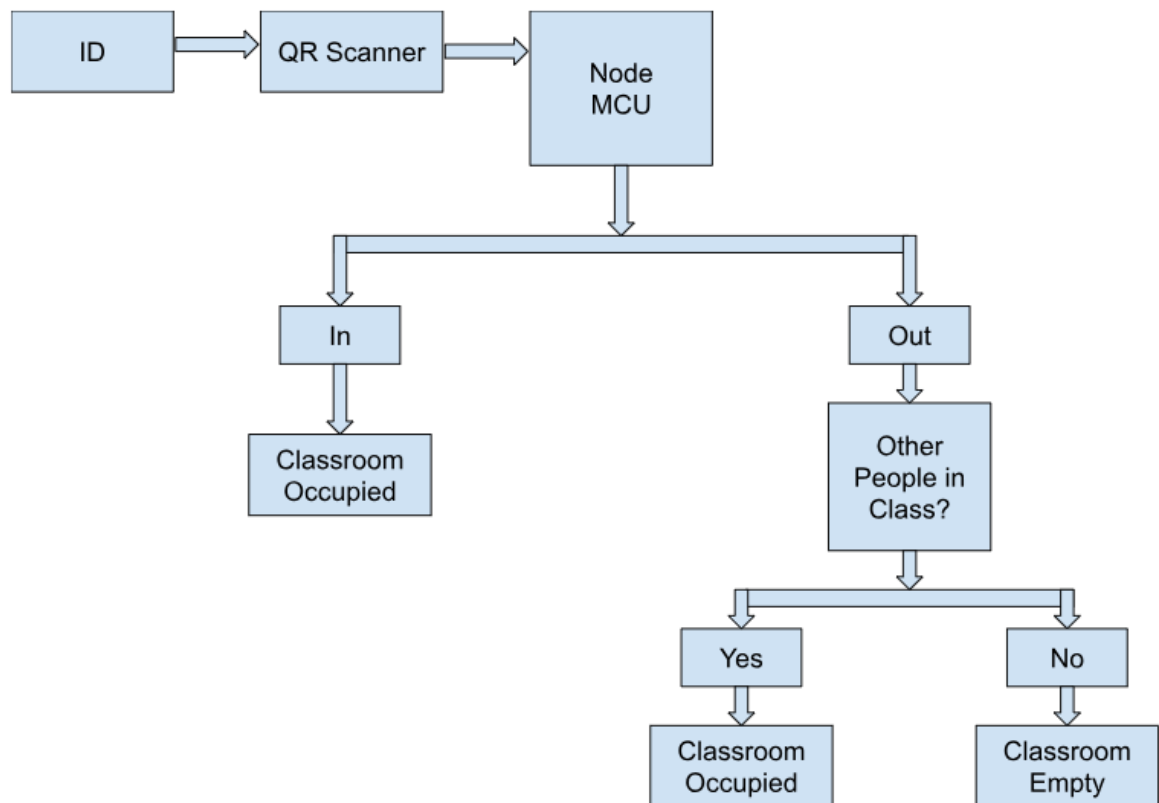 ID
QR Scanner
Node
MCU
In
Out
Classroom
Occupied
Other
People in
Class?
Yes
No
Classroom
Occupied
Classroom
Empty